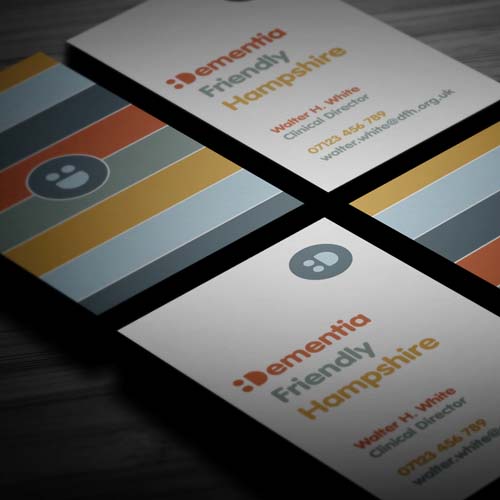 :Dementia
Friendly
Hampshire
Walter H. White
Clinical Director
07123 456 789
walter.white@dfh.org.uk
:D
:Dementia
Friendly
Hampshire
Walter H. White
Clinical Director
07123 456 789
walter.white@